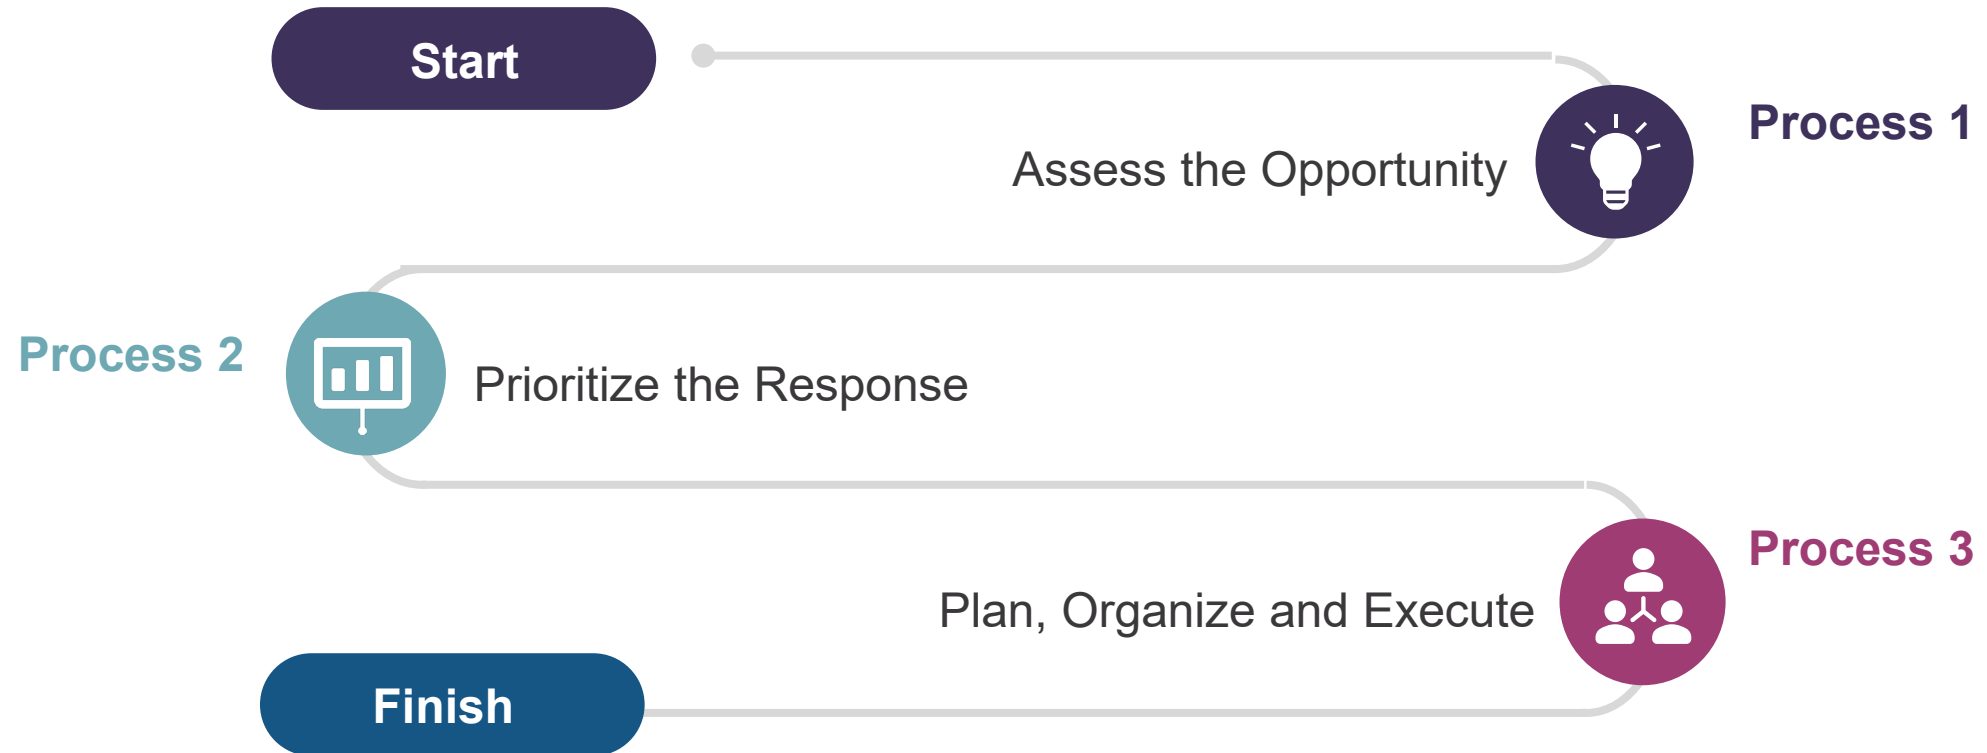 Start
Process 1
Assess the Opportunity
Process 2
Prioritize the Response
Process 3
Plan, Organize and Execute
Finish